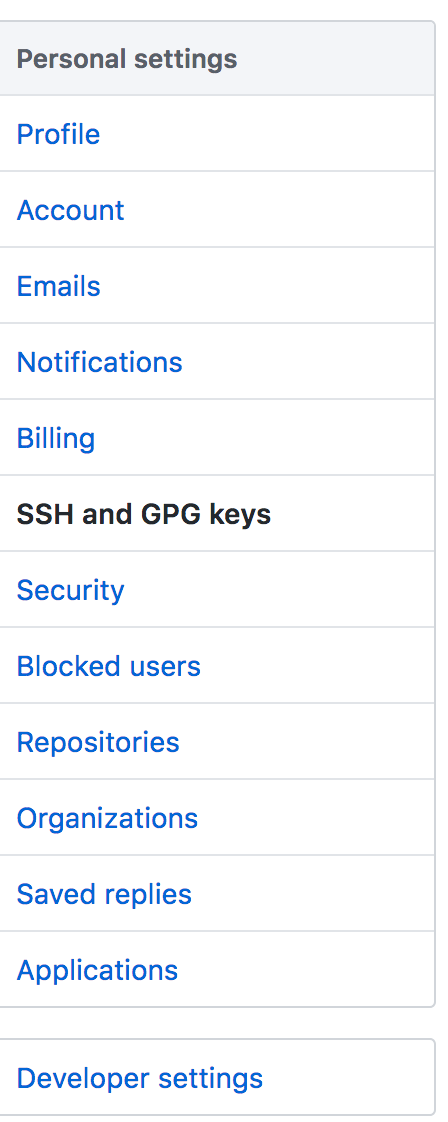 Personal settings
Profile
Account
Emails
Notifications
Billing
SSH and GPG keys
Security
Blocked users
Repositories
Organizations
Saved replies
Applications
Developer settings